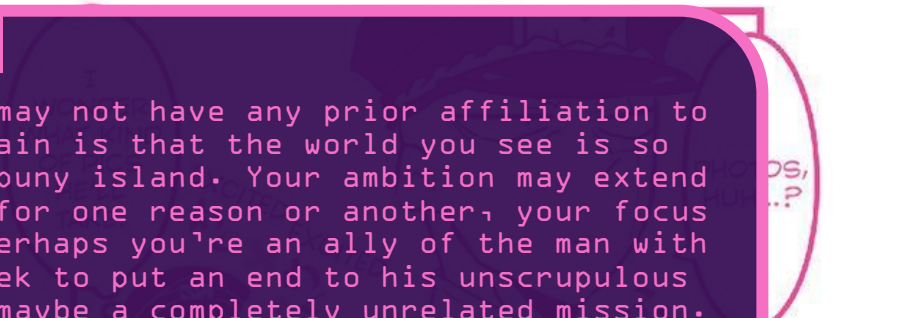 may not have any prior affiliation to
ain is that the world you see is so
puny island. Your ambition may extend
for one reason or another, your focus
erhaps you're an ally of the man with
ek to put an end to his unscrupulous
maybe a completely unrelated mission.
PHOTOS,
HUH...?